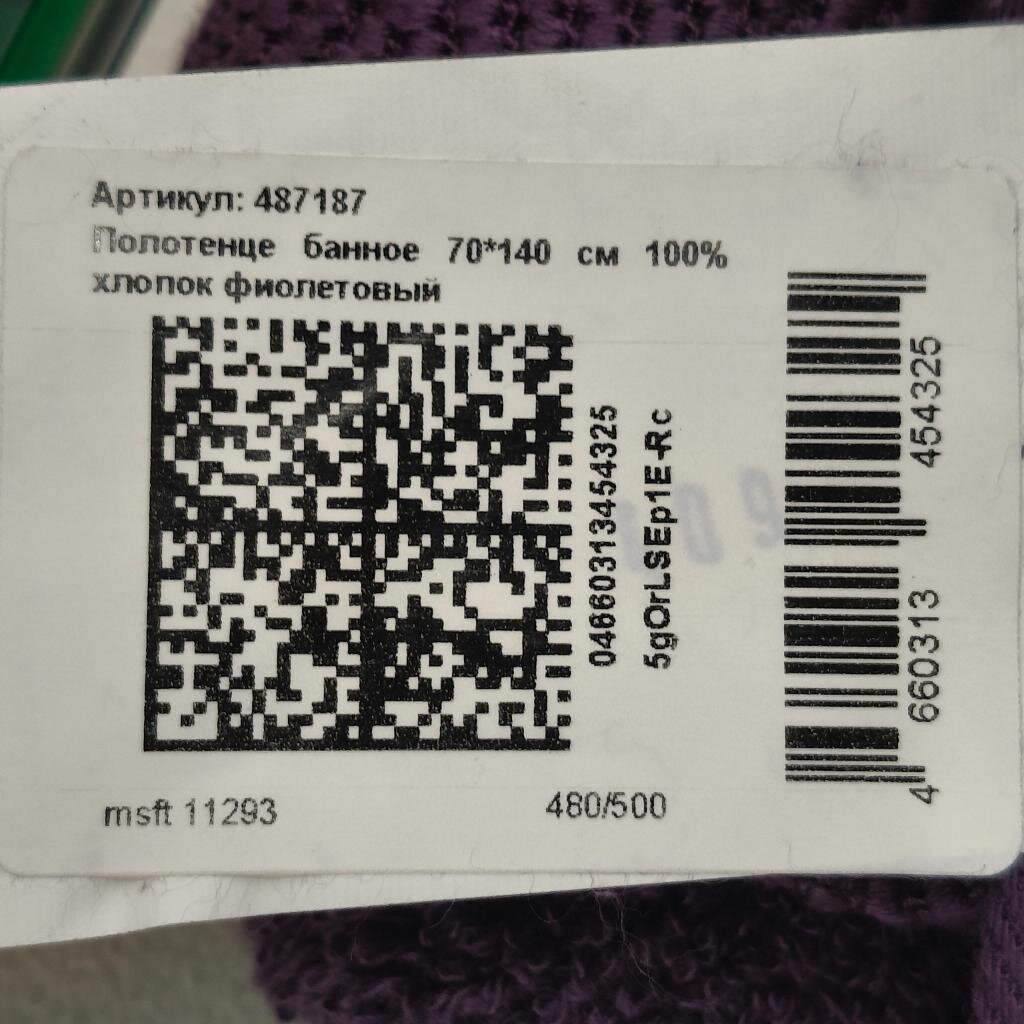 Артикул: 487187
Полотенце банное 70*140 см 100%
хлопок фиолетовый
04660313454325
5gOrLSEp1E-Rc
4 660313 454325
msft 11293
480/500